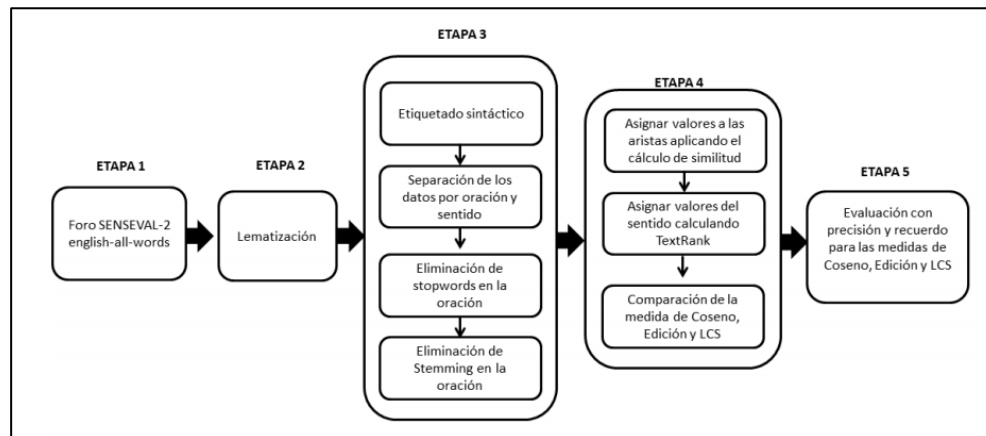 ETAPA 1
Foro SENSEVAL-2
english-all-words
ETAPA 2
Lematización
ETAPA 3
Etiquetado sintáctico
Separación de los
datos por oración y
sentido
Eliminación de
stopwords en la
oración
Eliminación de
Stemming en la
oración
ETAPA 4
Asignar valores a las
aristas aplicando el
cálculo de similitud
Asignar valores del
sentido calculando
TextRank
Comparación de la
medida de Coseno,
Edición y LCS
ETAPA 5
Evaluación con
precisión y recuerdo
para las medidas de
Coseno, Edición y LCS